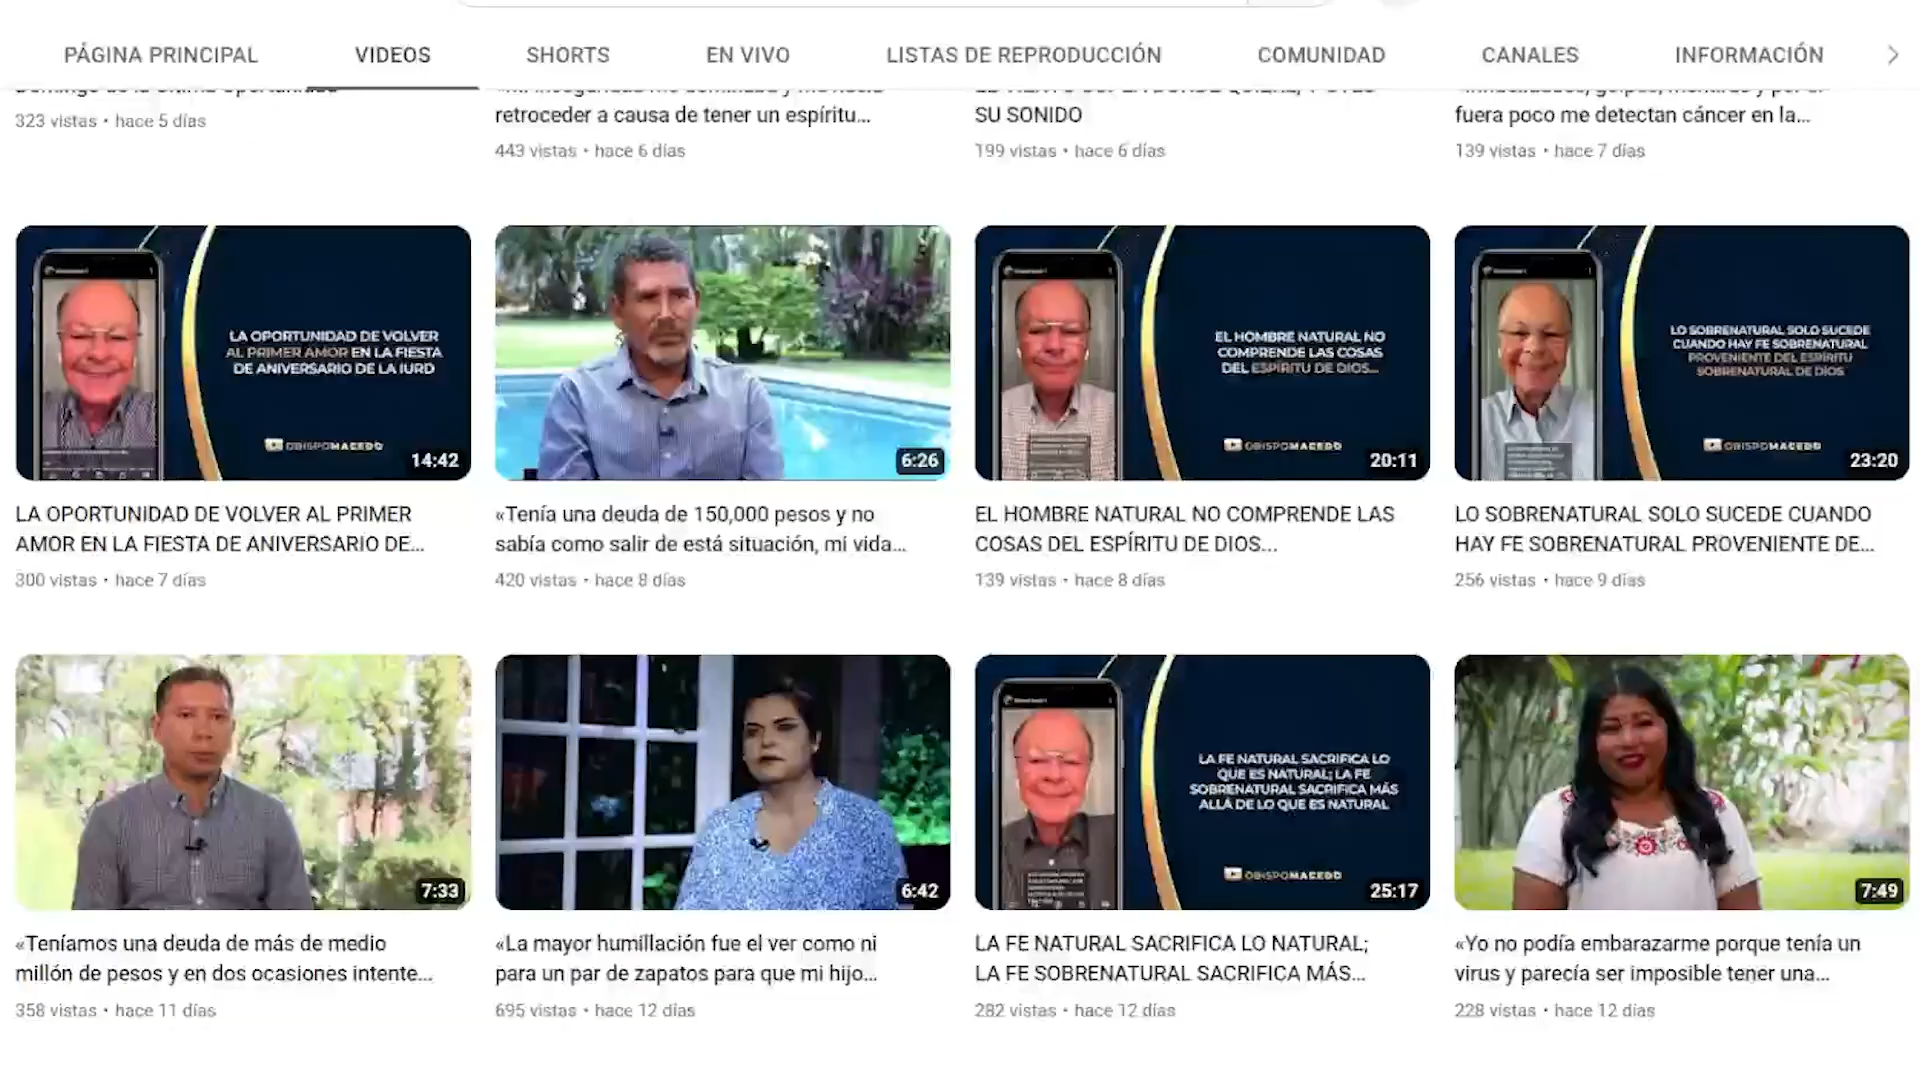 PÁGINA PRINCIPAL
VIDEOS
SHORTS
EN VIVO
LISTAS DE REPRODUCCIÓN
COMUNIDAD
CANALES
INFORMACIÓN
323 vistas • hace 5 días
retroceder a causa de tener un espíritu...
443 vistas • hace 6 días
SU SONIDO
199 vistas • hace 6 días
fuera poco me detectan cáncer en la...
139 vistas • hace 7 días
LA OPORTUNIDAD DE VOLVER
AL PRIMER AMOR EN LA FIESTA
DE ANIVERSARIO DE LA IURD
OBISPOMACEDO
14:42
6:26
EL HOMBRE NATURAL NO
COMPRENDE LAS COSAS
DEL ESPÍRITU DE DIOS...
OBISPOMACEDO
20:11
LO SOBRENATURAL SOLO SUCEDE
CUANDO HAY FE SOBRENATURAL
PROVENIENTE DEL ESPÍRITU
SOBRENATURAL DE DIOS
OBISPOMACEDO
23:20
LA OPORTUNIDAD DE VOLVER AL PRIMER
AMOR EN LA FIESTA DE ANIVERSARIO DE...
300 vistas • hace 7 días
«Tenía una deuda de 150,000 pesos y no
sabía como salir de está situación, mi vida...
420 vistas • hace 8 días
EL HOMBRE NATURAL NO COMPRENDE LAS
COSAS DEL ESPÍRITU DE DIOS...
139 vistas • hace 8 días
LO SOBRENATURAL SOLO SUCEDE CUANDO
HAY FE SOBRENATURAL PROVENIENTE DE...
256 vistas • hace 9 días
7:33
6:42
LA FE NATURAL SACRIFICA LO
QUE ES NATURAL; LA FE
SOBRENATURAL SACRIFICA MÁS
ALLÁ DE LO QUE ES NATURAL
OBISPOMACEDO
25:17
7:49
«Teníamos una deuda de más de medio
millón de pesos y en dos ocasiones intente...
358 vistas • hace 11 días
«La mayor humillación fue el ver como ni
para un par de zapatos para que mi hijo...
695 vistas • hace 12 días
LA FE NATURAL SACRIFICA LO NATURAL;
LA FE SOBRENATURAL SACRIFICA MÁS...
282 vistas • hace 12 días
«Yo no podía embarazarme porque tenía un
virus y parecía ser imposible tener una...
228 vistas • hace 12 días